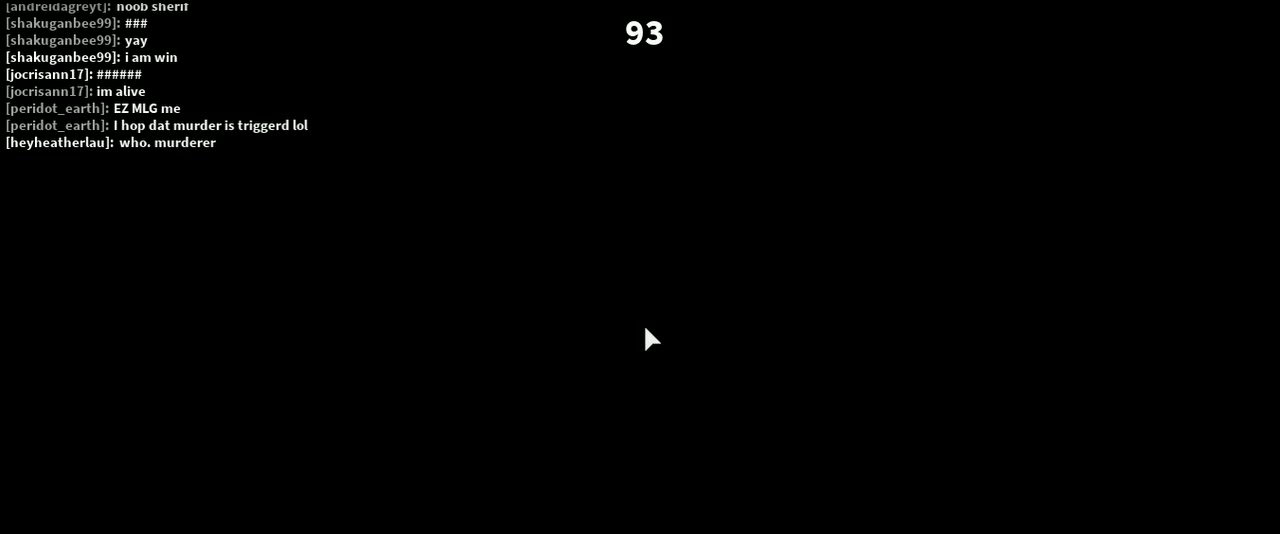 [andreidagreyt]: noob sherif
[shakuganbee99]: ###
[shakuganbee99]: yay
[shakuganbee99]: i am win
[jocrisann17]: ######
[jocrisann17]: im alive
[peridot_earth]: EZ MLG me
[peridot_earth]: I hop dat murder is triggerd lol
[heyheatherlau]: who. murderer
93